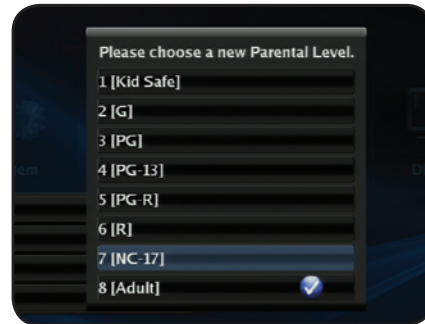 Please choose a new Parental Level.
1 [Kid Safe]
2 [G]
3 [PG]
4 [PG-13]
5 [PG-R]
6 [R]
7 [NC-17]
8 [Adult]